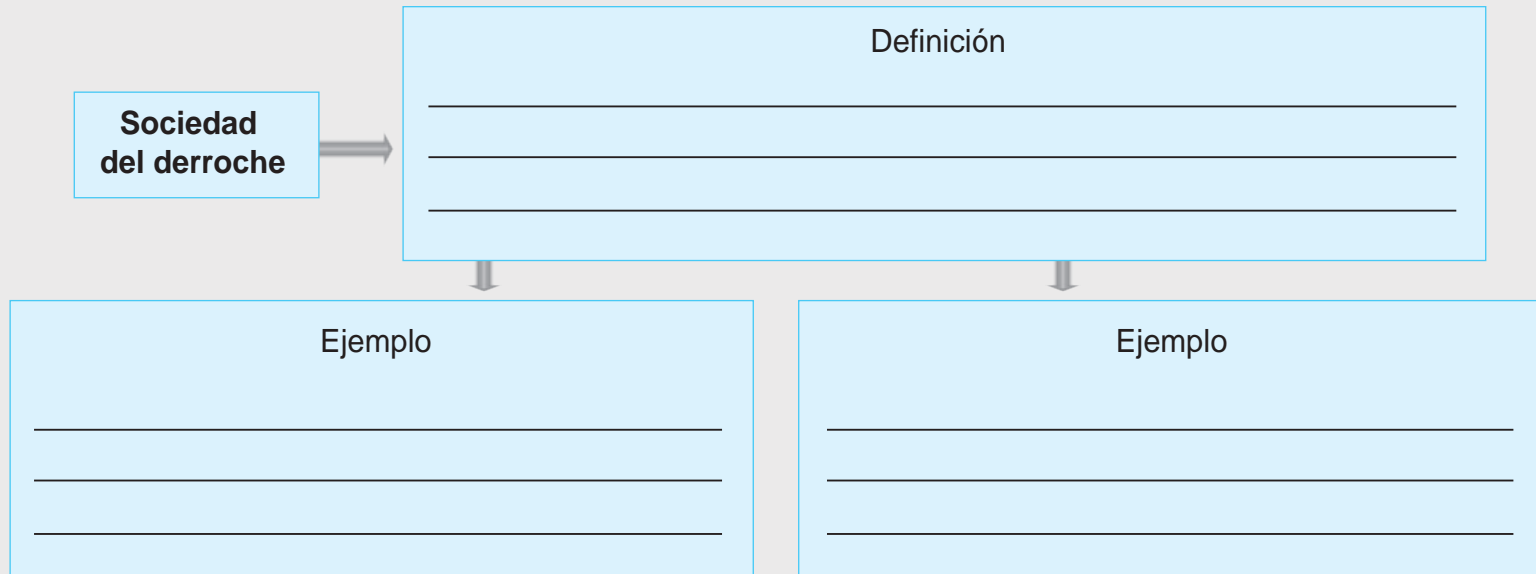 Definición
Sociedad
del derroche
Ejemplo
Ejemplo